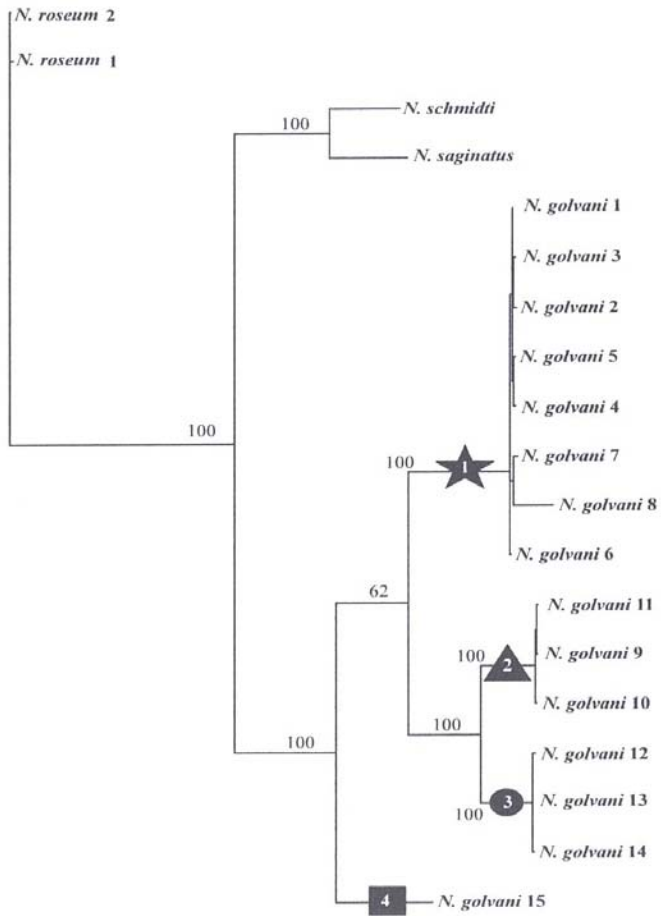 N. roseum 2
N. roseum 1
N. schmidti
100
N. saginatus
N. golvani 1
N. golvani 3
N. golvani 2
N. golvani 5
N. golvani 4
100
N. golvani 7
100
1
N. golvani 8
N. golvani 6
62
N. golvani 11
100
2
N. golvani 9
N. golvani 10
100
100
N. golvani 12
3
N. golvani 13
100
N. golvani 14
4
N. golvani 15